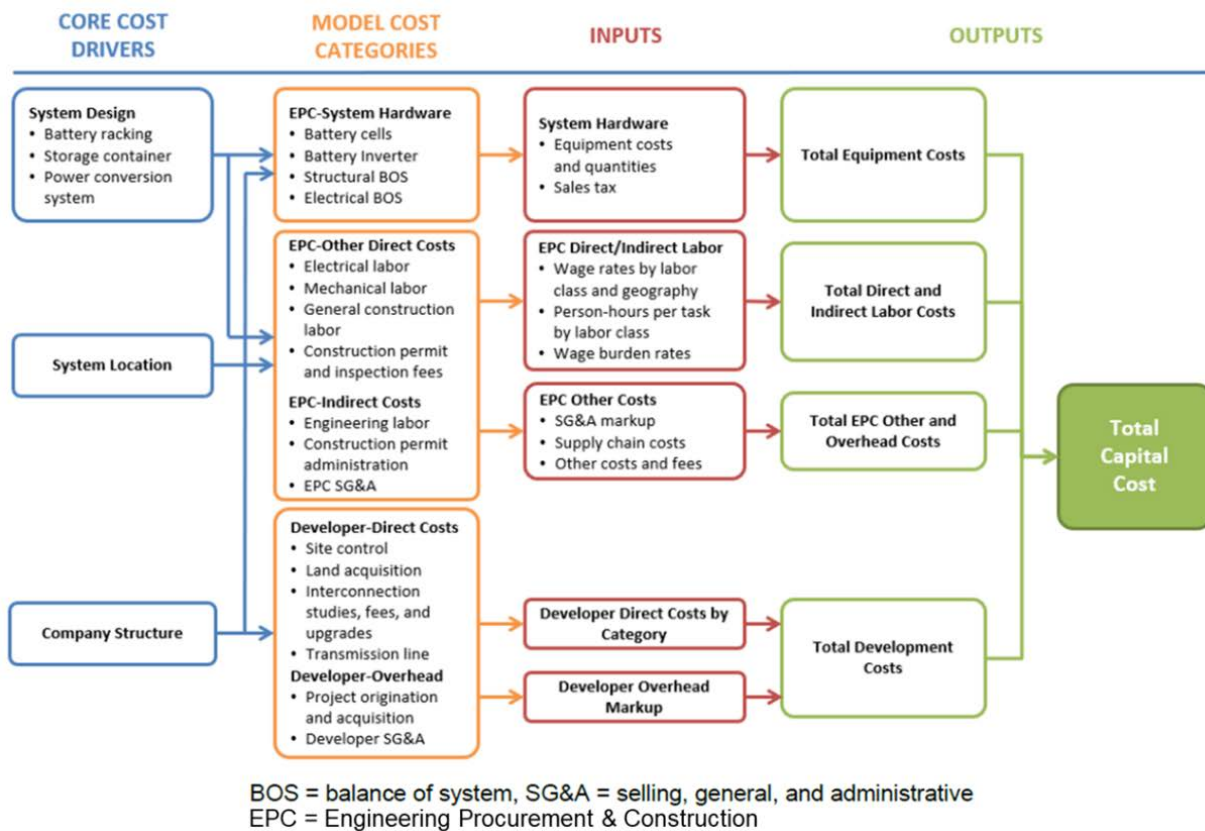 CORE COST
DRIVERS
MODEL COST
CATEGORIES
INPUTS
OUTPUTS
System Design
• Battery racking
• Storage container
• Power conversion
system
System Location
Company Structure
EPC-System Hardware
• Battery cells
• Battery Inverter
• Structural BOS
• Electrical BOS
EPC-Other Direct Costs
• Electrical labor
• Mechanical labor
• General construction
labor
• Construction permit
and inspection fees
EPC-Indirect Costs
• Engineering labor
• Construction permit
administration
• EPC SG&A
Developer-Direct Costs
• Site control
• Land acquisition
• Interconnection
studies, fees, and
upgrades
• Transmission line
Developer-Overhead
• Project origination
and acquisition
• Developer SG&A
System Hardware
• Equipment costs
and quantities
• Sales tax
EPC Direct/Indirect Labor
• Wage rates by labor
class and geography
• Person-hours per task
by labor class
• Wage burden rates
EPC Other Costs
• SG&A markup
• Supply chain costs
• Other costs and fees
Developer Direct Costs by
Category
Developer Overhead
Markup
Total Equipment Costs
Total Direct and
Indirect Labor Costs
Total EPC Other and
Overhead Costs
Total Development
Costs
Total
Capital
Cost
BOS = balance of system, SG&A = selling, general, and administrative
EPC = Engineering Procurement & Construction